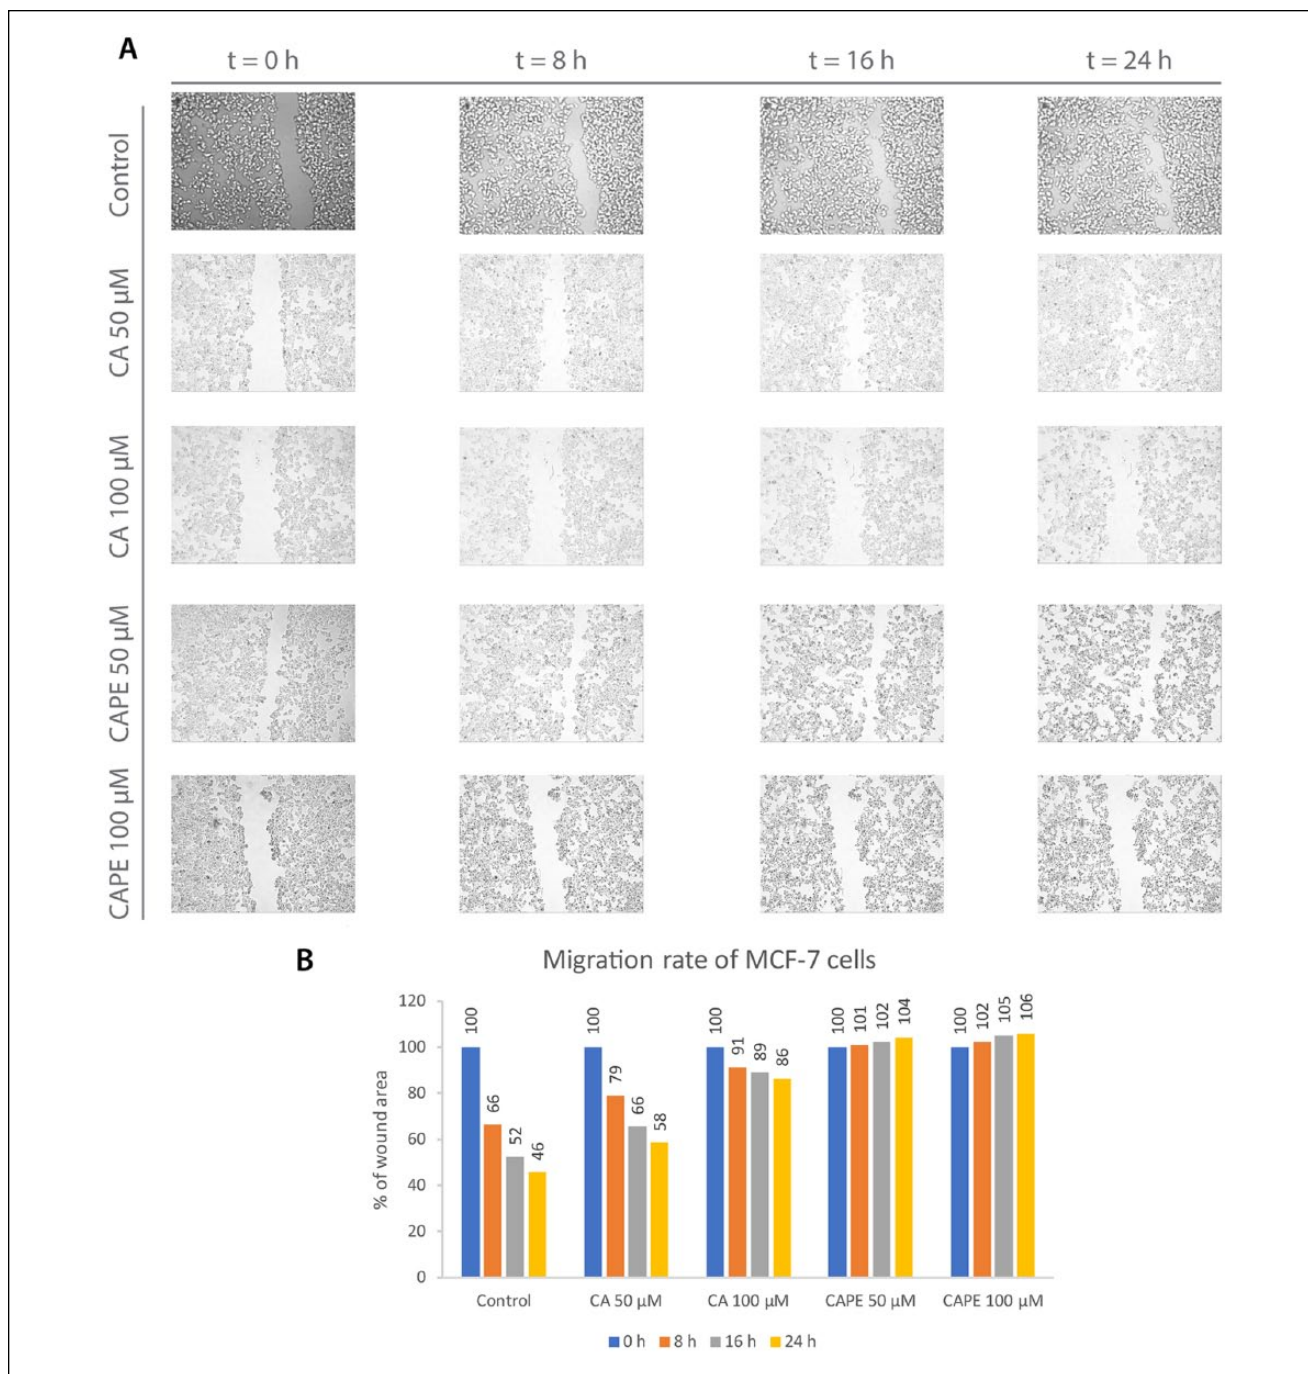 A
t = 0 h t = 8 h t = 16 h t = 24 h
Control
CA 50 µM
CA 100 µM
CAPE 50 µM
CAPE 100 µM
B
Migration rate of MCF-7 cells
% of wound area
120
100
80
60
40
20
0
100 66 52 46
100 79 66 58
100 91 89 86
100 101 102 104
100 102 105 106
Control CA 50 µM CA 100 µM CAPE 50 µM CAPE 100 µM
0 h 8 h 16 h 24 h